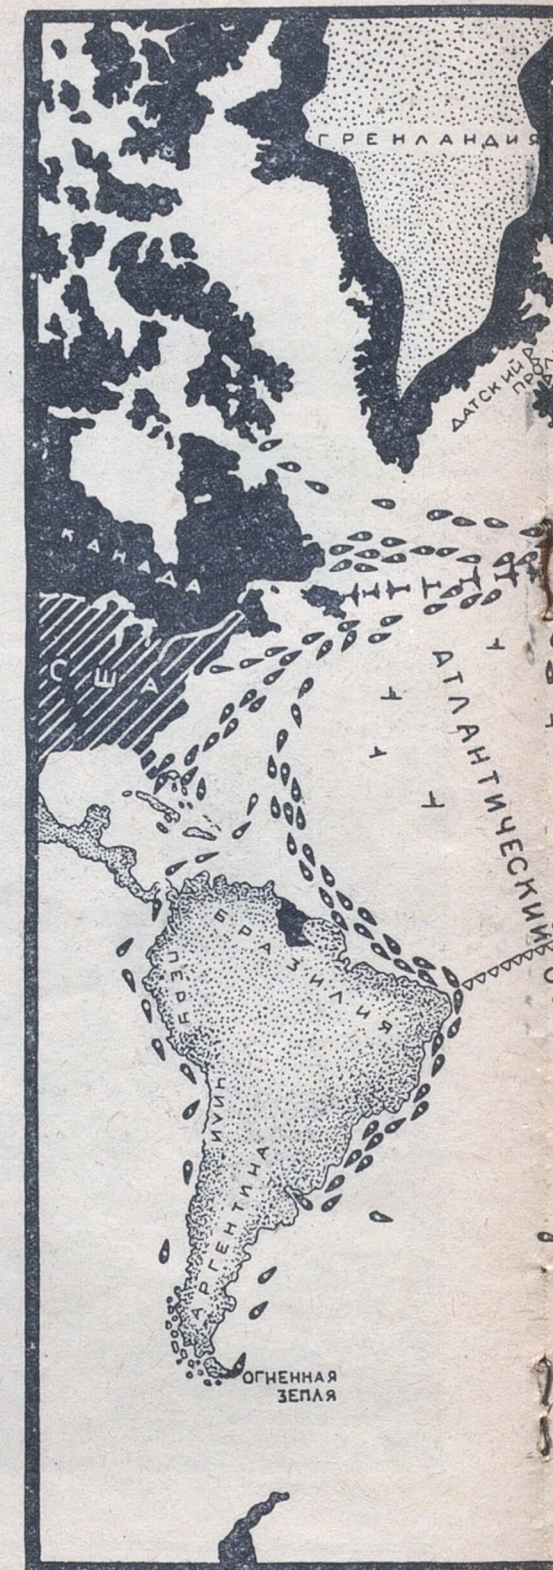 ГРЕНЛАНДИЯ
ДАТСКИЙ
КАНАДА
США
АТЛАНТИЧЕСКИЙ
БРАЗИЛИЯ
ЧИЛИ
АРГЕНТИНА
ОГНЕННАЯ
ЗЕПЛЯ